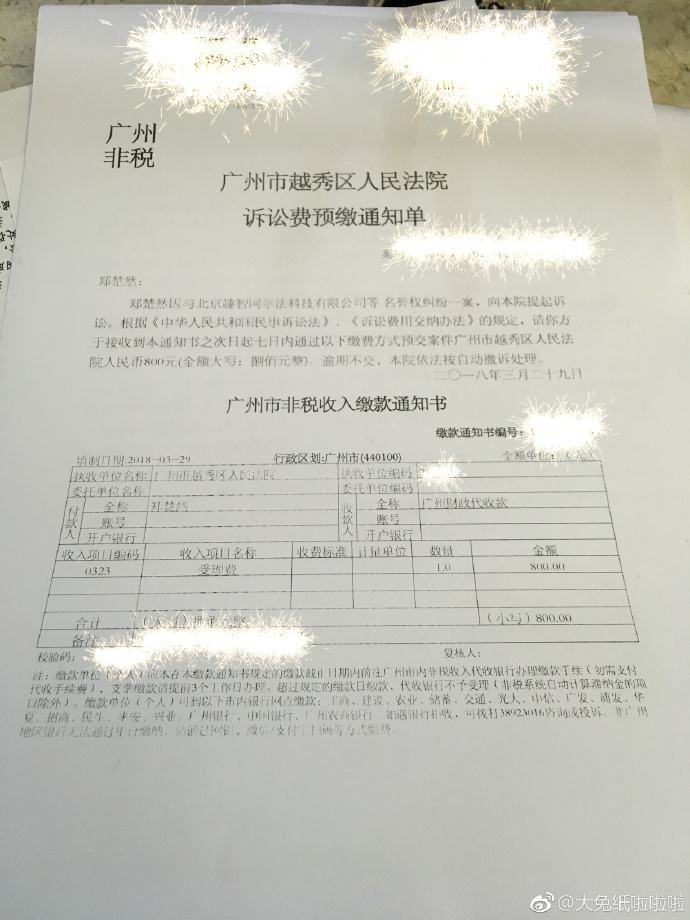 广州
非税
广州市越秀区人民法院
诉讼费预缴通知单
郑楚然：
郑楚然因与北京趣智阿尔法科技有限公司等 名誉权纠纷一案，向本院提起诉
讼。根据《中华人民共和国民事诉讼法》、《诉讼费用交纳办法》的规定，请你方
于接收到本通知书之次日起七日内通过以下缴费方式预交案件广州市越秀区人民法
院人民币800元(金额大写：捌佰元整)。逾期不交，本院依法按自动撤诉处理。
二〇一八年三月二十九日
广州市非税收入缴款通知书
缴款通知书编号：
填制日期:2018-03-29 行政区划:广州市(440100) 金额单位：（元）
执收单位名称: 广州市越秀区人民法院 执收单位编码
委托单位名称 委托单位编码
付款人 全称 郑楚然 收款人 全称 广州财政代收款
账号 账号
开户银行 开户银行
收入项目编码 收入项目名称 收费标准 计量单位 数量 金额
0323 受理费 1.0 800.00
合计 （大写） （小写）800.00
备注
校验码： 复核人：
注：缴款单位（个人）应本在本缴款通知书规定的缴款截止日期内前往广州市内非税收入代收银行办理缴款手续（勿需支付
代收手续费），支票缴款请提前3个工作日办理。超过规定的缴款日缴款，代收银行不予受理（非税系统自动计算滞纳金的项
目除外）。缴款单位（个人）可到以下市内银行网点缴款：工商、建设、农业、储蓄、交通、光大、中信、广发、浦发、华
夏、招商、民生、平安、兴业、广州银行、中国银行、广州农商银行 如遇银行拒收，可拨打38923016咨询或投诉。非广州
地区银行无法通过柜台缴纳，请通过网银、微信/支付宝扫码等方式缴费。
@大兔纸啦啦啦